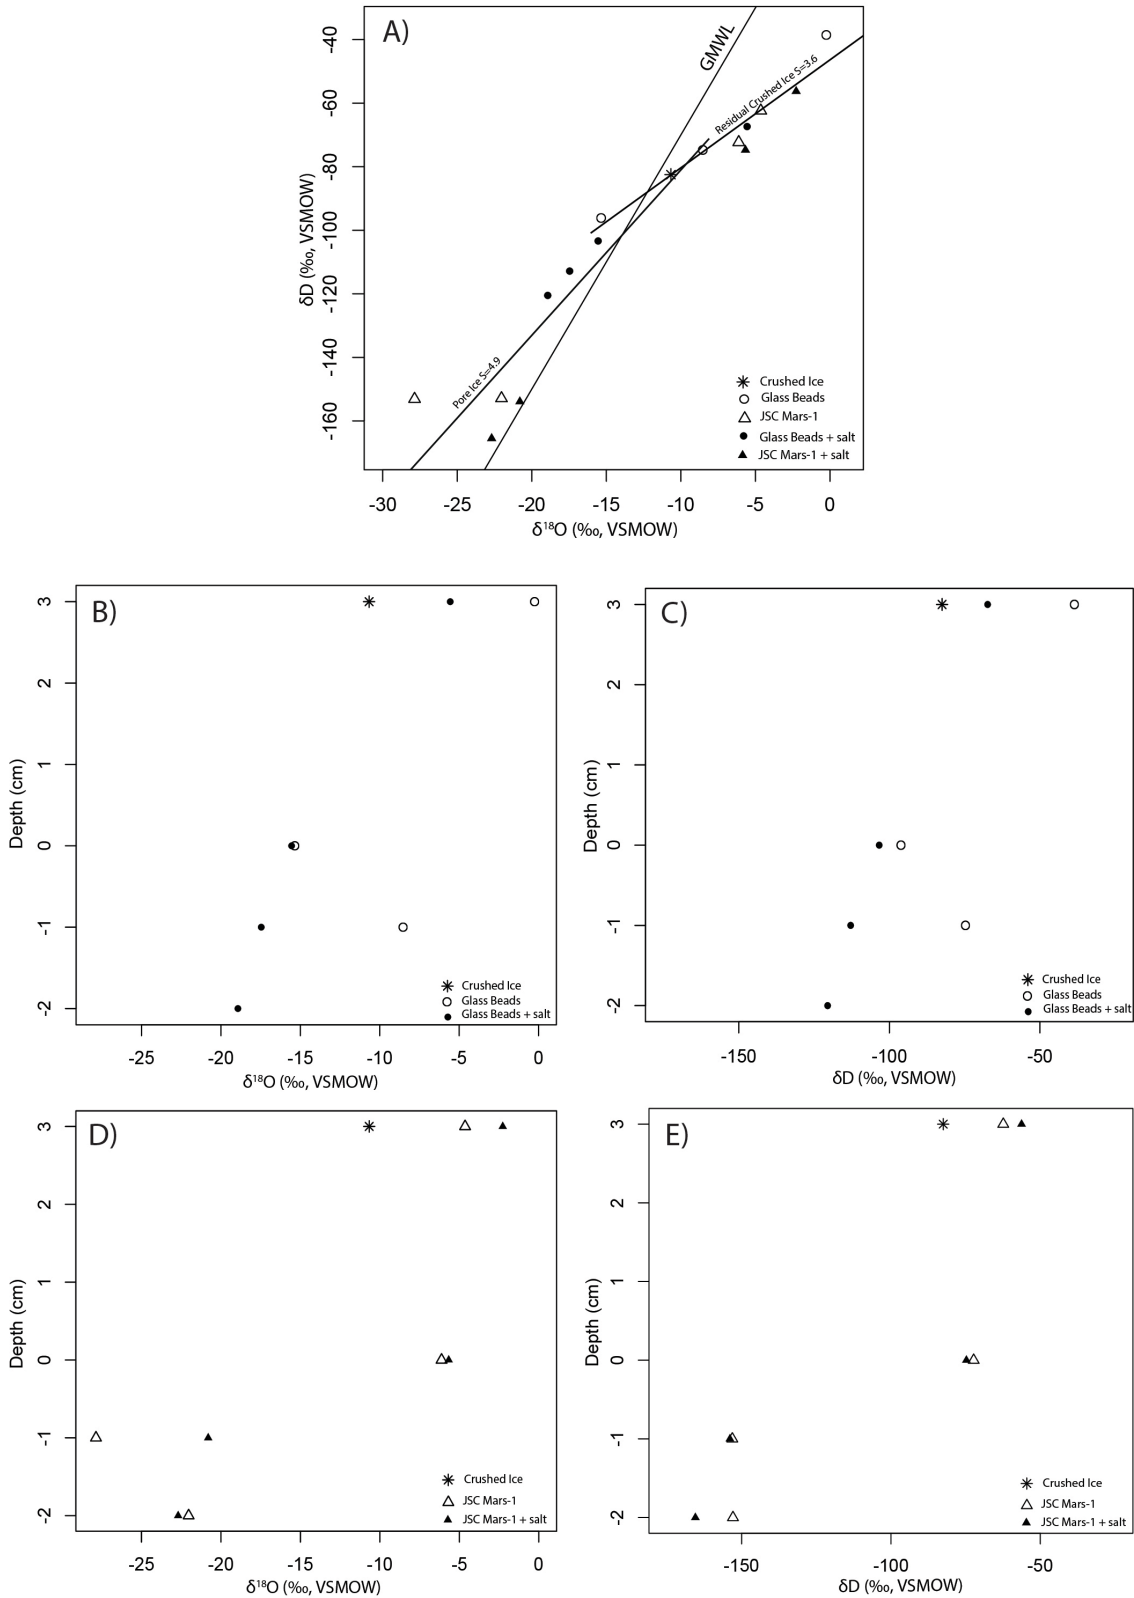 A)
GMWL
Residual Crushed Ice S=3.6
Pore Ice S=4.9
-40
-60
-80
-100
-120
-140
-160
δD (‰, VSMOW)
Crushed Ice
Glass Beads
JSC Mars-1
Glass Beads + salt
JSC Mars-1 + salt
-30 -25 -20 -15 -10 -5 0
δ¹⁸O (‰, VSMOW)
B)
3
2
1
0
-1
-2
Depth (cm)
Crushed Ice
Glass Beads
Glass Beads + salt
-25 -20 -15 -10 -5 0
δ¹⁸O (‰, VSMOW)
C)
3
2
1
0
-1
-2
Depth (cm)
Crushed Ice
Glass Beads
Glass Beads + salt
-150 -100 -50
δD (‰, VSMOW)
D)
3
2
1
0
-1
-2
Depth (cm)
Crushed Ice
JSC Mars-1
JSC Mars-1 + salt
-25 -20 -15 -10 -5 0
δ¹⁸O (‰, VSMOW)
E)
3
2
1
0
-1
-2
Depth (cm)
Crushed Ice
JSC Mars-1
JSC Mars-1 + salt
-150 -100 -50
δD (‰, VSMOW)